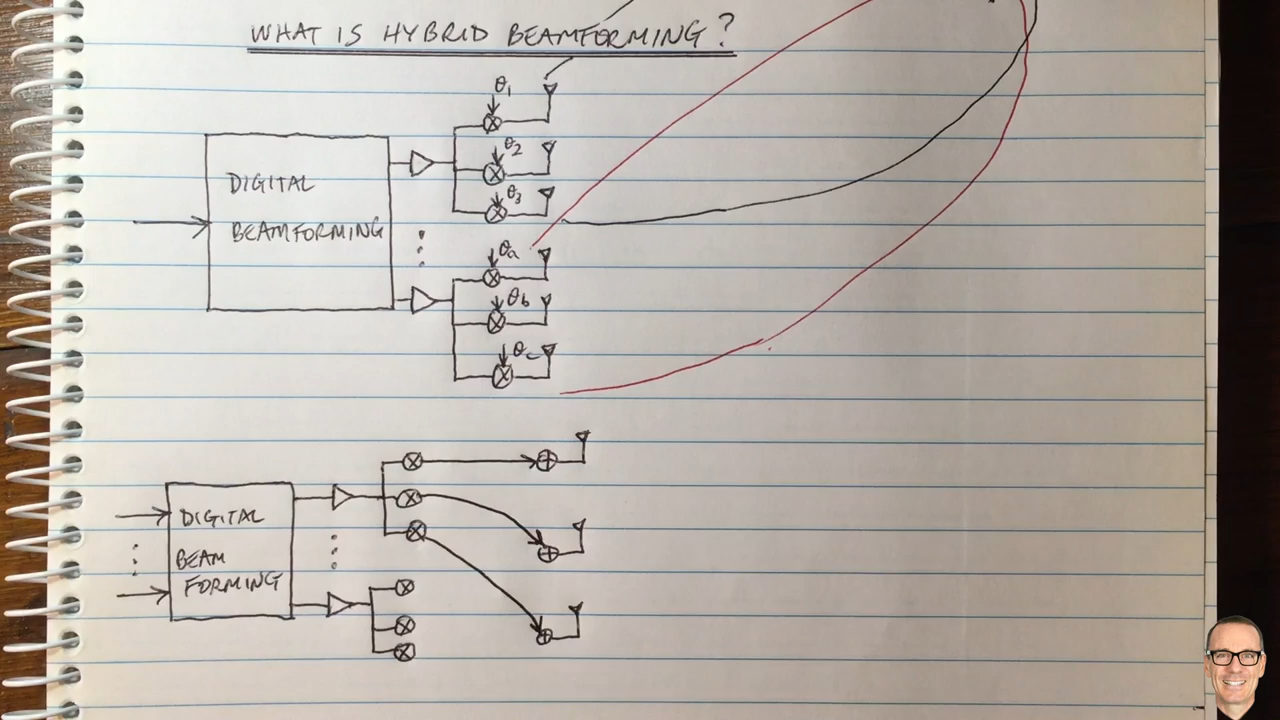 WHAT IS HYBRID BEAMFORMING?
θ1
θ2
DIGITAL
θ3
BEAMFORMING
θa
θb
θc
DIGITAL
BEAM
FORMING